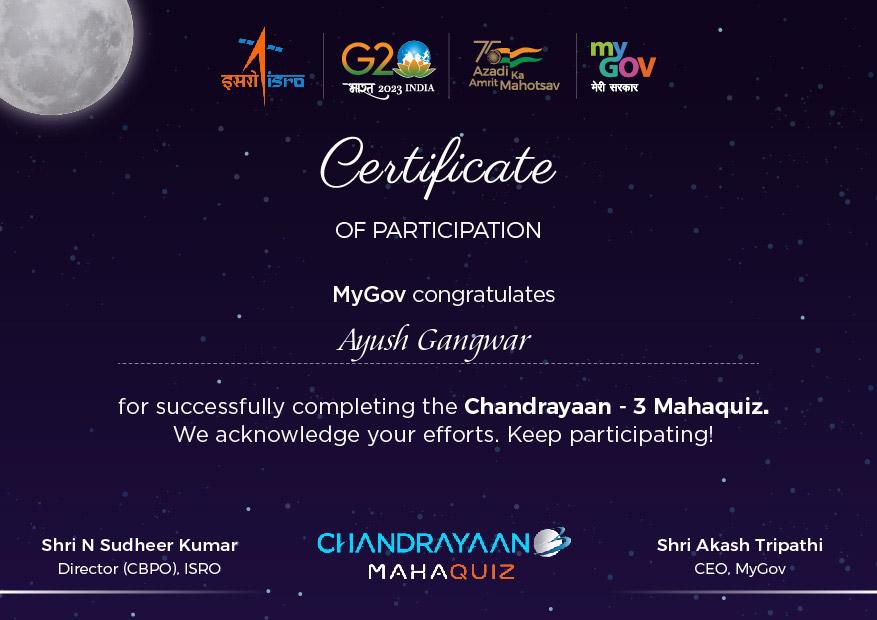 इसरो isro
G20
भारत 2023 INDIA
75
Azadi Ka
Amrit Mahotsav
my
GOV
मेरी सरकार
Certificate
OF PARTICIPATION
MyGov congratulates
Ayush Gangwar
for successfully completing the Chandrayaan - 3 Mahaquiz.
We acknowledge your efforts. Keep participating!
Shri N Sudheer Kumar
Director (CBPO), ISRO
CHANDRAYAAN
MAHAQUIZ
Shri Akash Tripathi
CEO, MyGov